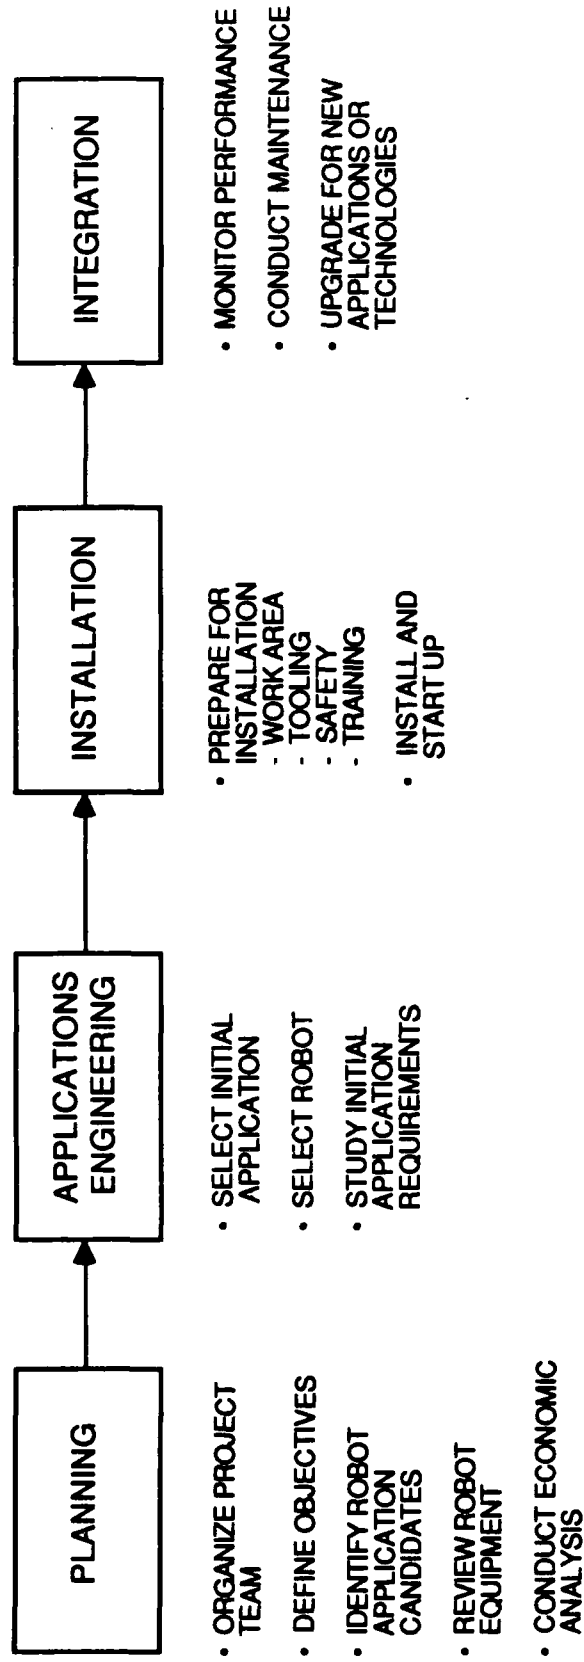 PLANNING
• ORGANIZE PROJECT
TEAM
• DEFINE OBJECTIVES
• IDENTIFY ROBOT
APPLICATION
CANDIDATES
• REVIEW ROBOT
EQUIPMENT
• CONDUCT ECONOMIC
ANALYSIS
APPLICATIONS
ENGINEERING
• SELECT INITIAL
APPLICATION
• SELECT ROBOT
• STUDY INITIAL
APPLICATION
REQUIREMENTS
INSTALLATION
• PREPARE FOR
INSTALLATION
- WORK AREA
- TOOLING
- SAFETY
- TRAINING
• INSTALL AND
START UP
INTEGRATION
• MONITOR PERFORMANCE
• CONDUCT MAINTENANCE
• UPGRADE FOR NEW
APPLICATIONS OR
TECHNOLOGIES